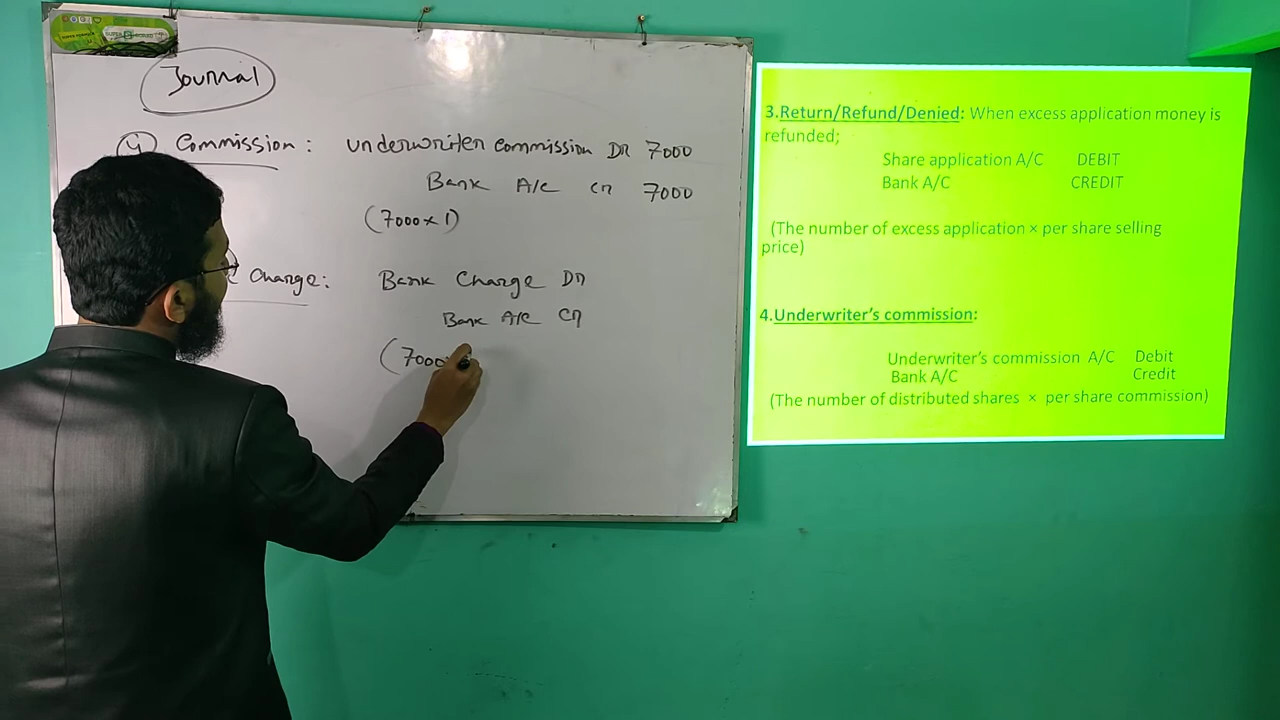 Journal
4 Commission: underwriter commission Dr 7000
Bank A/c Cr 7000
(7000 × 1)
Charge: Bank Charge Dr
Bank A/c Cr
(7000
3.Return/Refund/Denied: When excess application money is
refunded;
Share application A/C DEBIT
Bank A/C CREDIT
(The number of excess application × per share selling
price)
4.Underwriter's commission:
Underwriter's commission A/C Debit
Bank A/C Credit
(The number of distributed shares × per share commission)